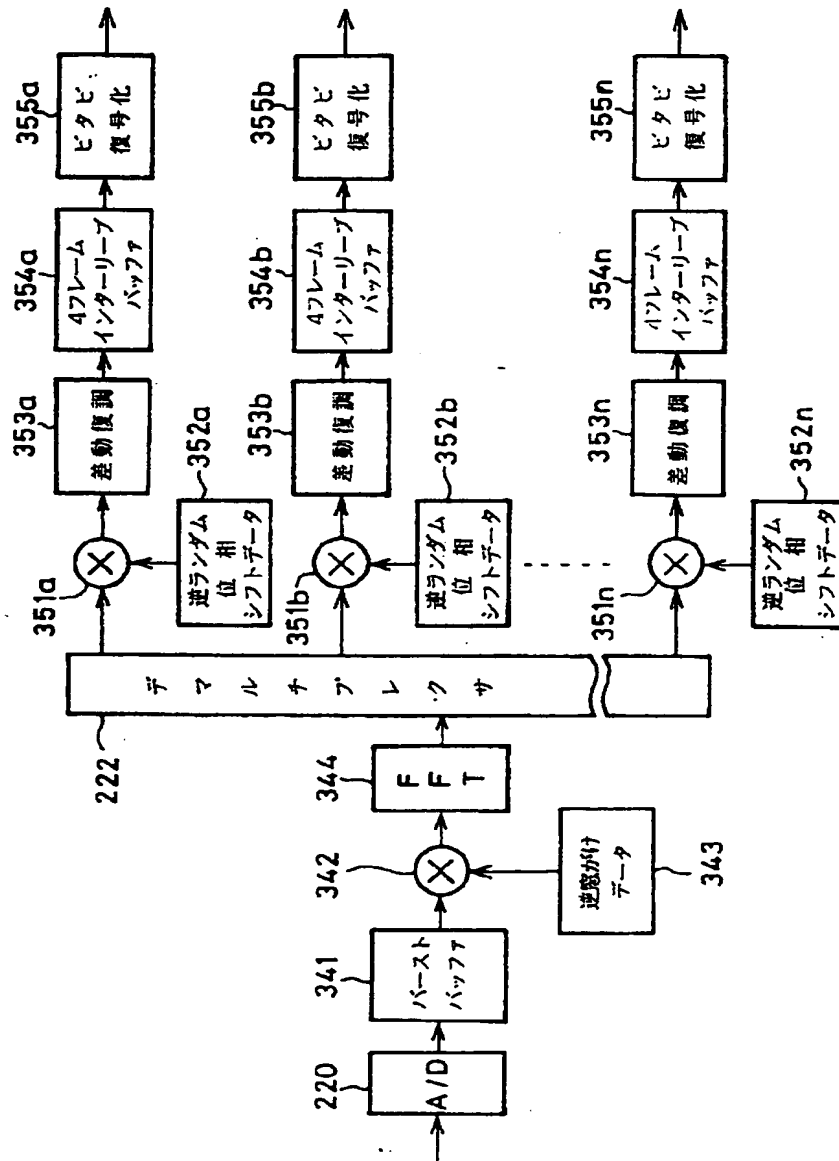 355a
ビタビ
復号化
354a
4フレーム
インターリーブ
バッファ
353a
差動復調
352a
逆ランダム
位相
シフトデータ
351a
355b
ビタビ
復号化
354b
4フレーム
インターリーブ
バッファ
353b
差動復調
352b
逆ランダム
位相
シフトデータ
351b
355n
ビタビ
復号化
354n
4フレーム
インターリーブ
バッファ
353n
差動復調
352n
逆ランダム
位相
シフトデータ
351n
デマルチプレクサ
222
344
FFT
342
逆窓がけ
データ
343
341
バースト
バッファ
220
A/D